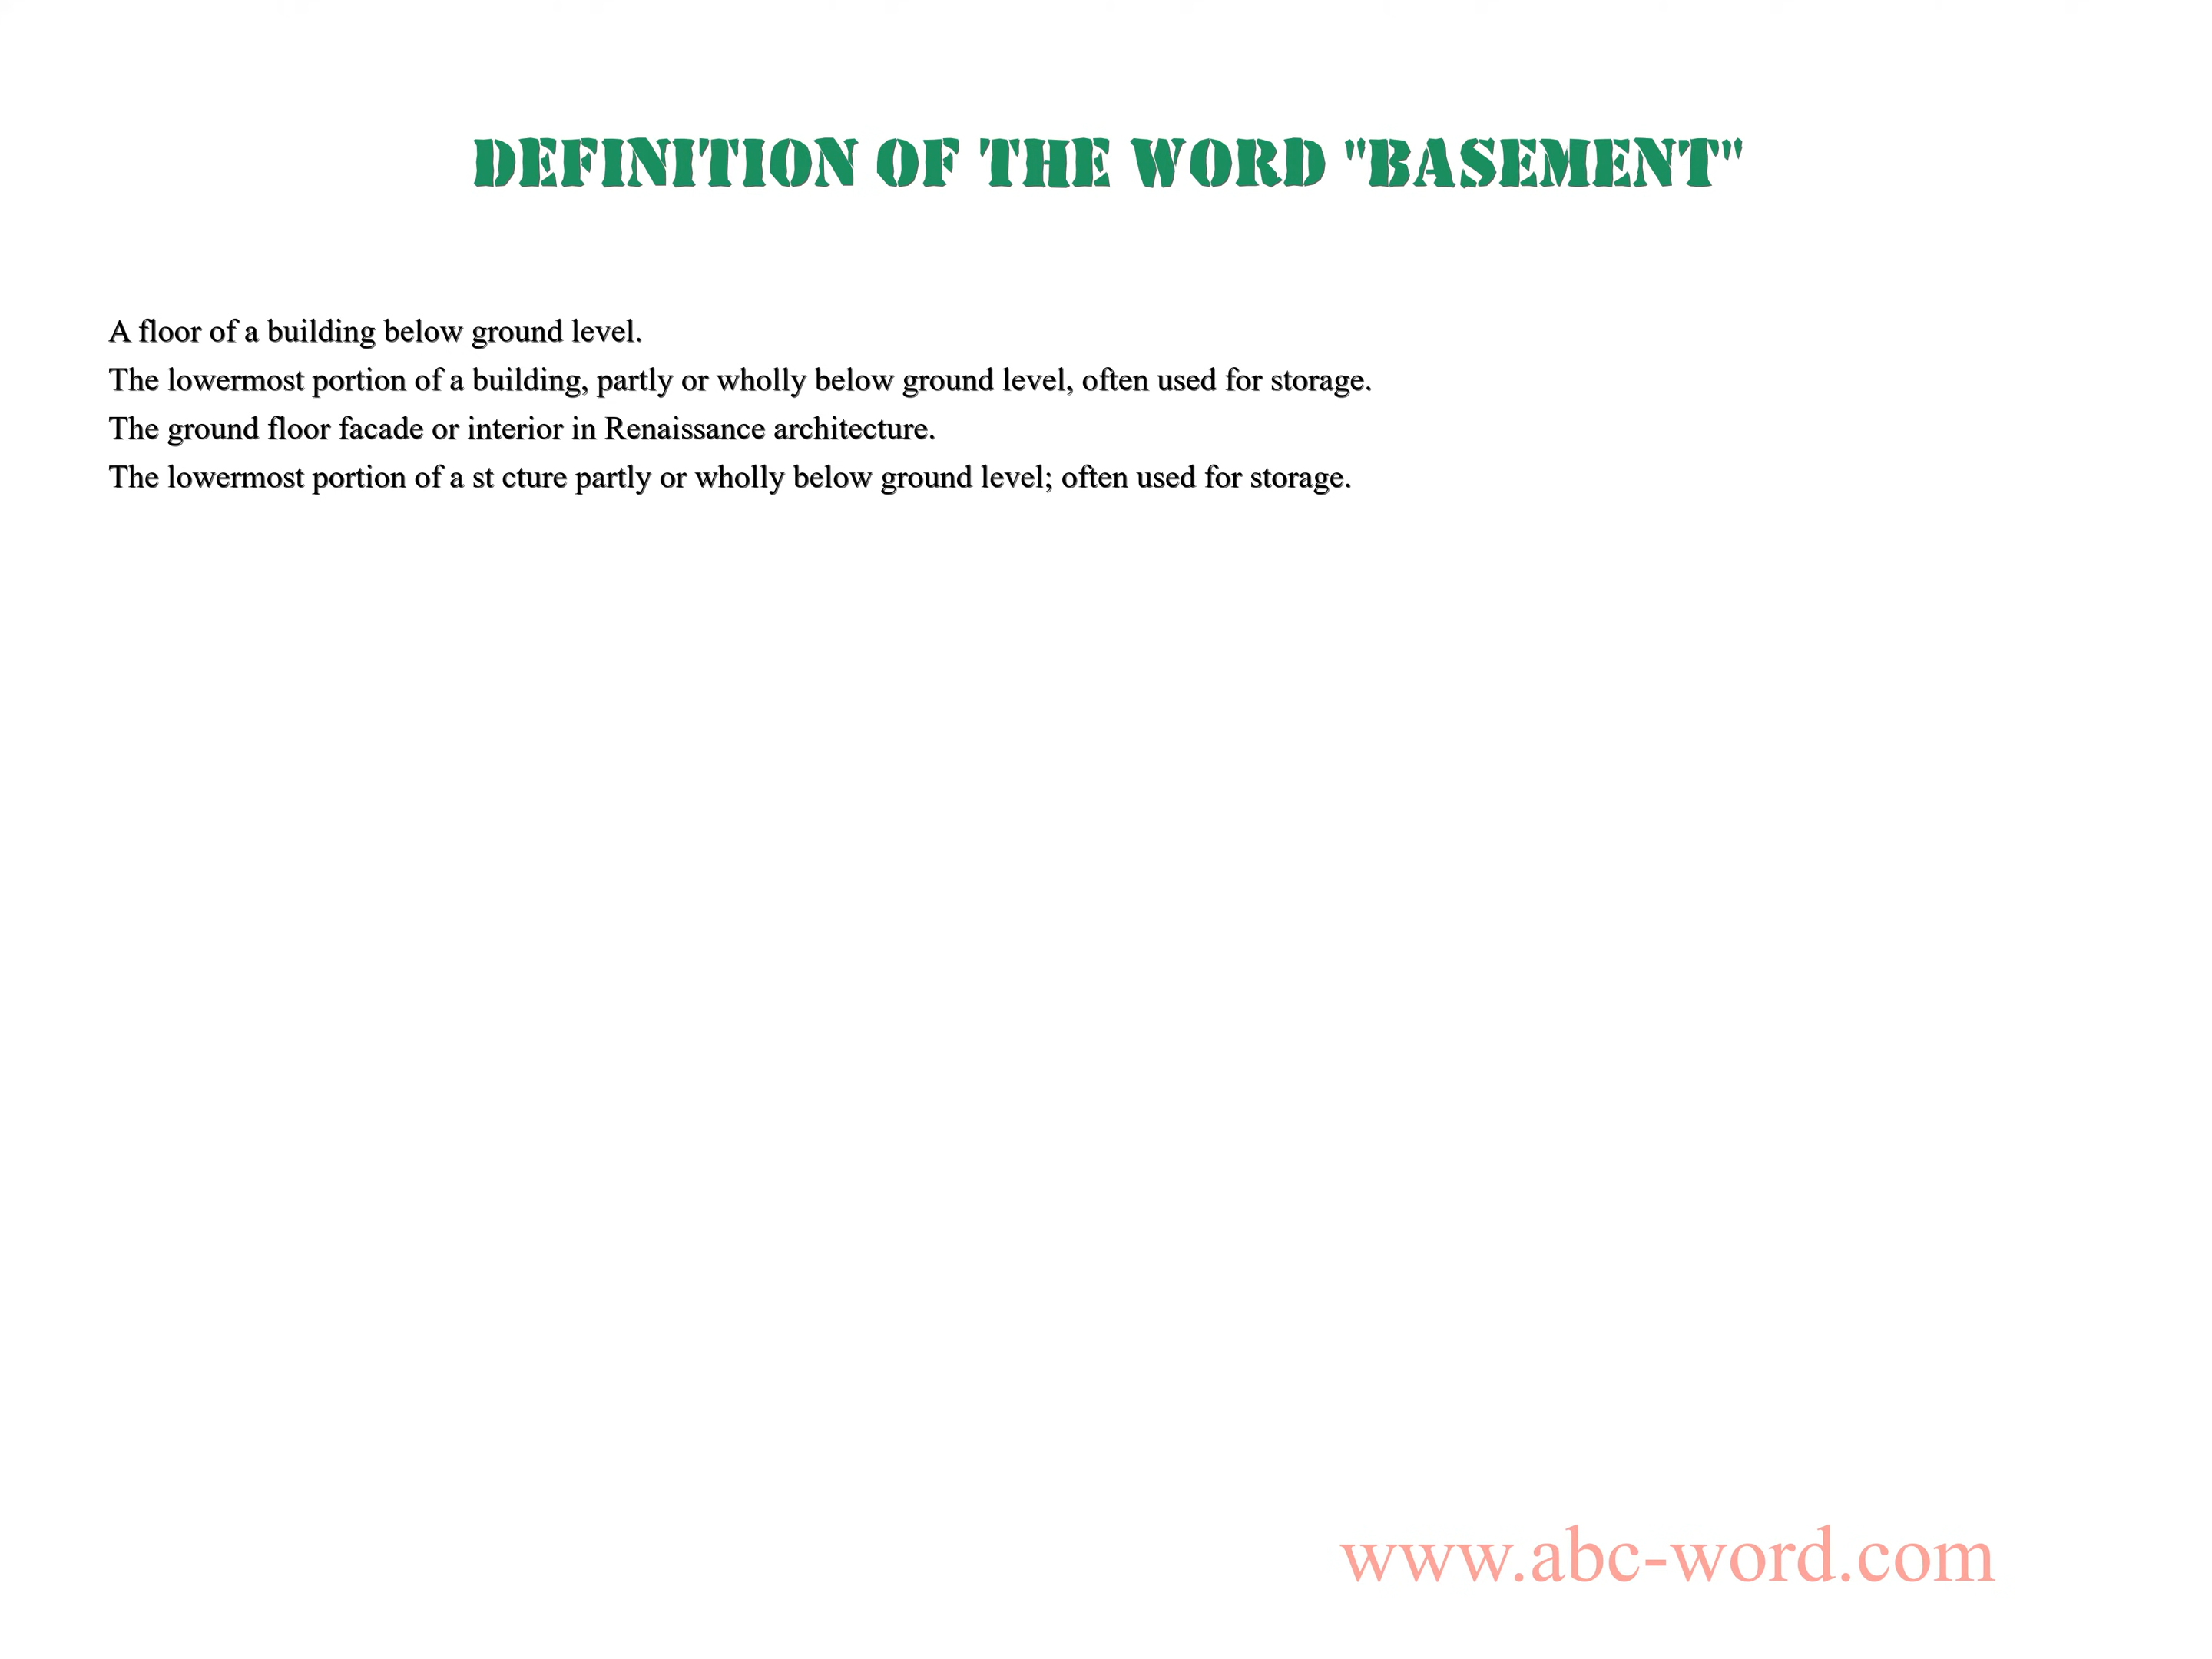 DEFINITION OF THE WORD "BASEMENT"
A floor of a building below ground level.
The lowermost portion of a building, partly or wholly below ground level, often used for storage.
The ground floor facade or interior in Renaissance architecture.
The lowermost portion of a st cture partly or wholly below ground level; often used for storage.
www.abc-word.com